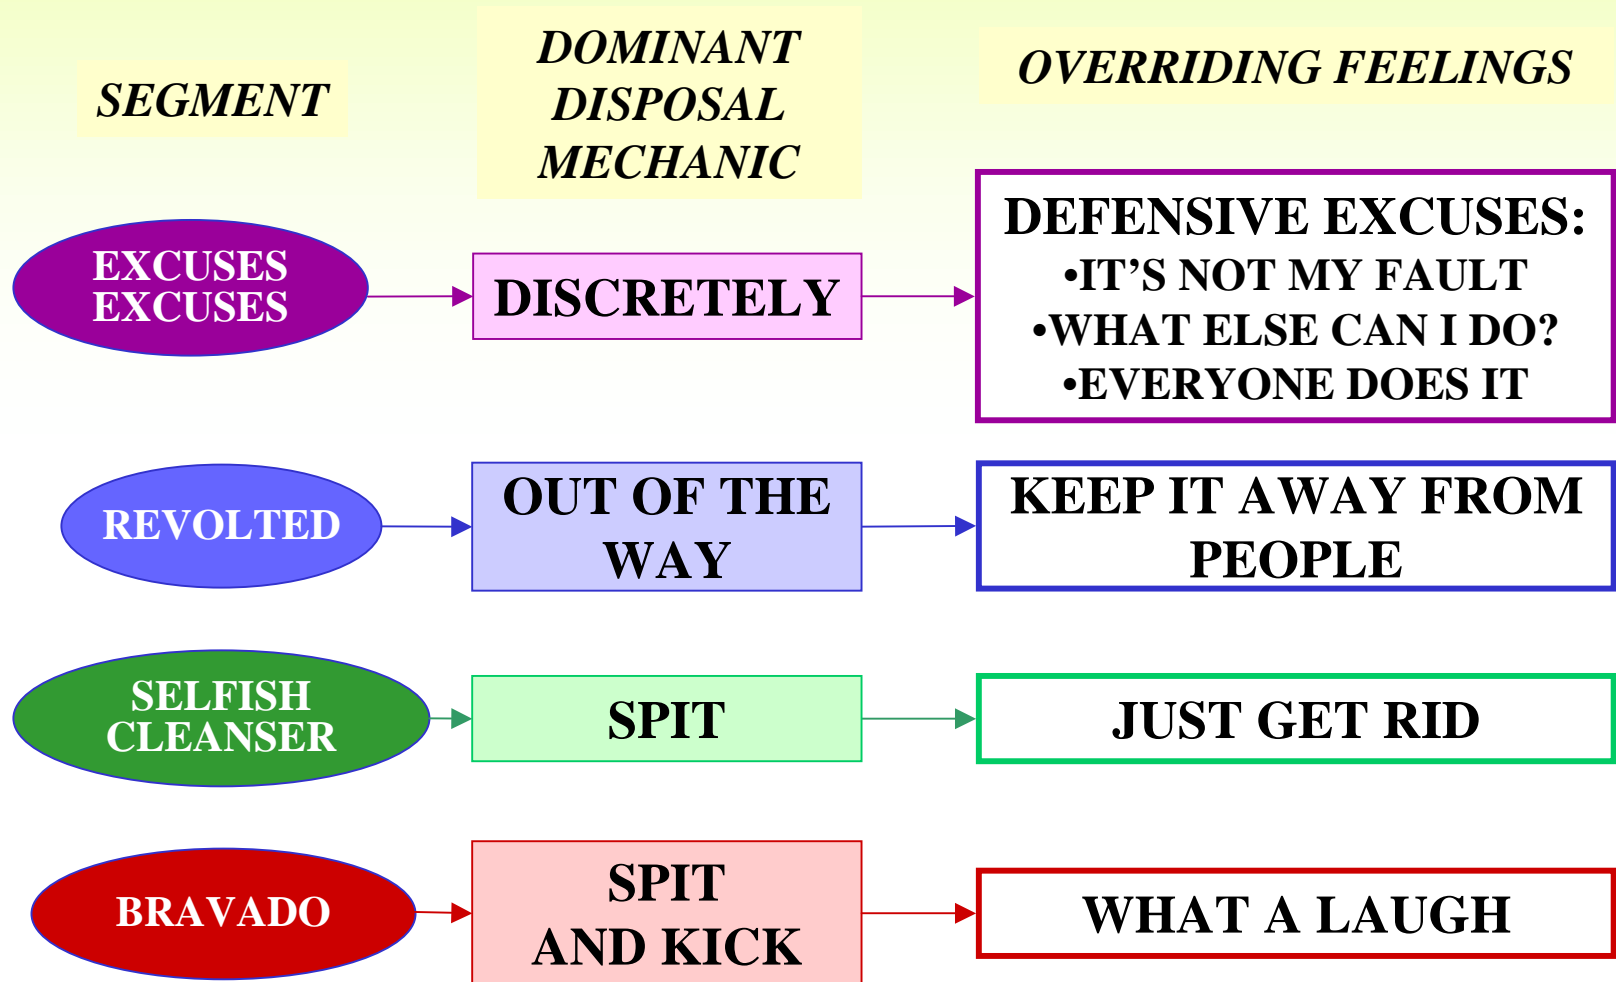 SEGMENT
DOMINANT
DISPOSAL
MECHANIC
OVERRIDING FEELINGS
EXCUSES
EXCUSES
DISCRETELY
DEFENSIVE EXCUSES:
•IT’S NOT MY FAULT
•WHAT ELSE CAN I DO?
•EVERYONE DOES IT
REVOLTED
OUT OF THE
WAY
KEEP IT AWAY FROM
PEOPLE
SELFISH
CLEANSER
SPIT
JUST GET RID
BRAVADO
SPIT
AND KICK
WHAT A LAUGH